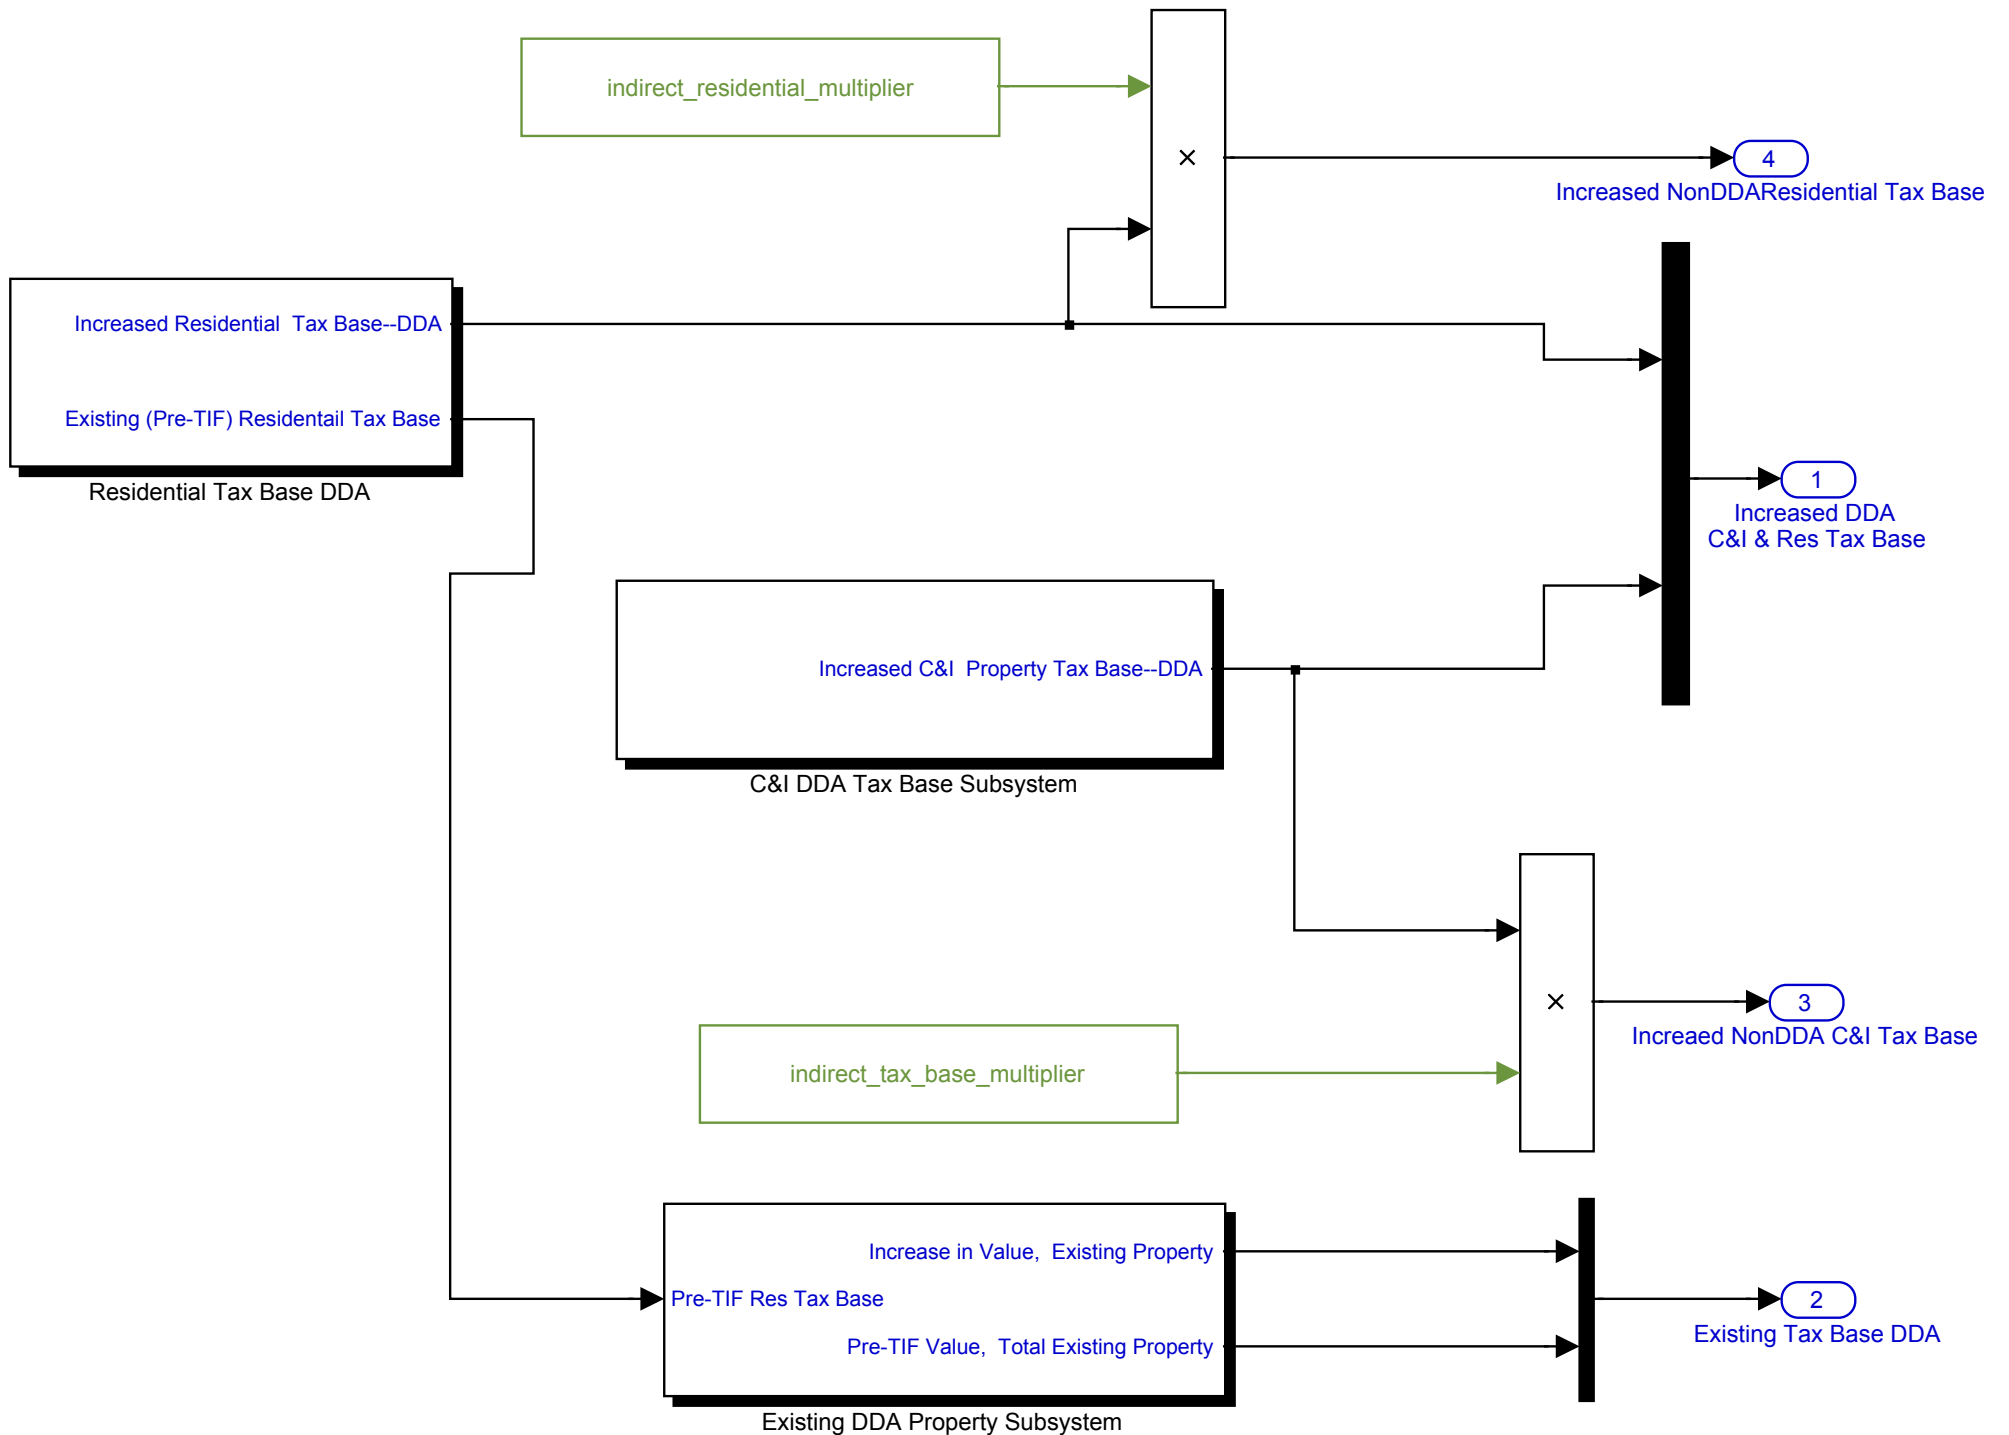 indirect_residential_multiplier
×
4
Increased NonDDAResidential Tax Base
Increased Residential  Tax Base--DDA
Existing (Pre-TIF) Residentail Tax Base
Residential Tax Base DDA
1
Increased DDA
C&I & Res Tax Base
Increased C&I  Property Tax Base--DDA
C&I DDA Tax Base Subsystem
×
3
Increaed NonDDA C&I Tax Base
indirect_tax_base_multiplier
Increase in Value,  Existing Property
Pre-TIF Res Tax Base
Pre-TIF Value,  Total Existing Property
Existing DDA Property Subsystem
2
Existing Tax Base DDA